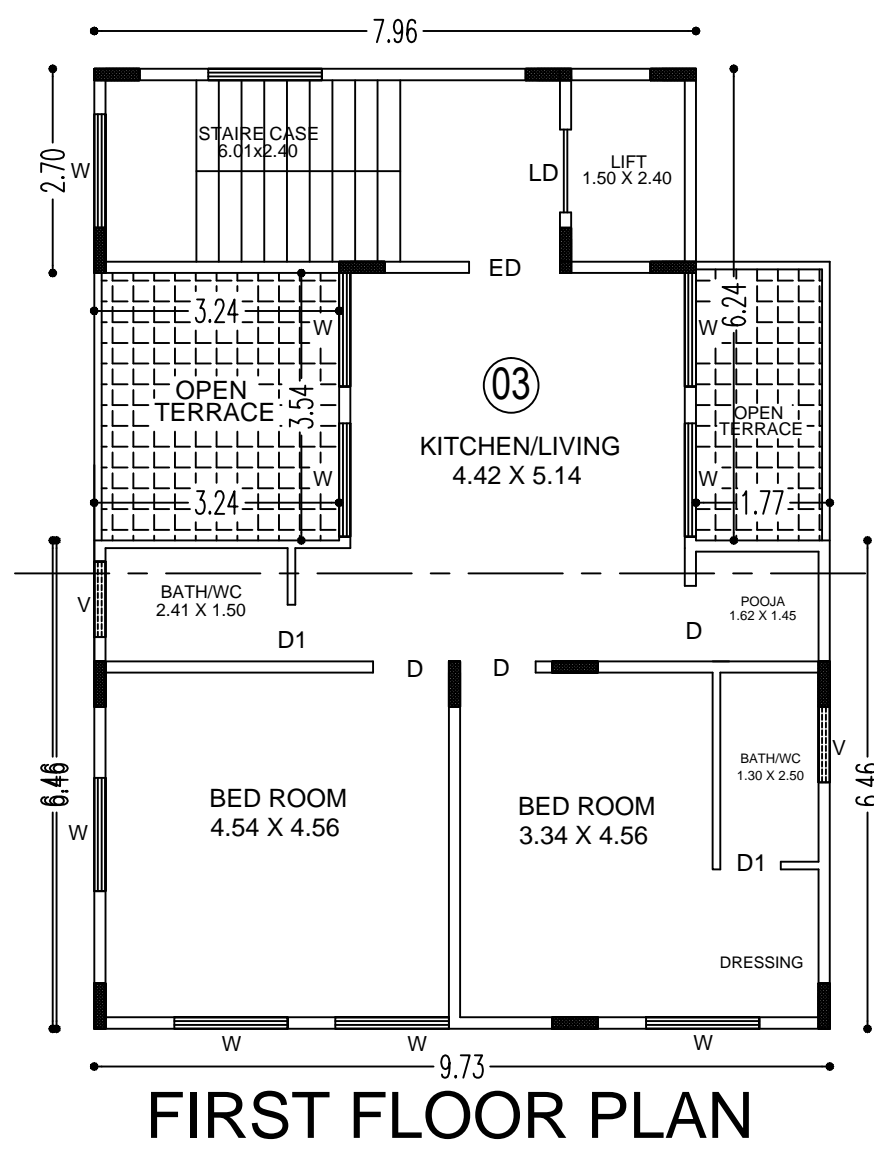 7.96
STAIRE CASE
6.01x2.40
2.70
W
LD
LIFT
1.50 X 2.40
ED
3.24
W
W
6.24
OPEN
TERRACE
3.54
03
KITCHEN/LIVING
4.42 X 5.14
OPEN
TERRACE
W
W
3.24
1.77
BATH/WC
2.41 X 1.50
V
D1
D
POOJA
1.62 X 1.45
D
D
6.46
6.46
BED ROOM
4.54 X 4.56
W
BED ROOM
3.34 X 4.56
BATH/WC
1.30 X 2.50
V
6.46
D1
DRESSING
W
W
W
9.73
FIRST FLOOR PLAN